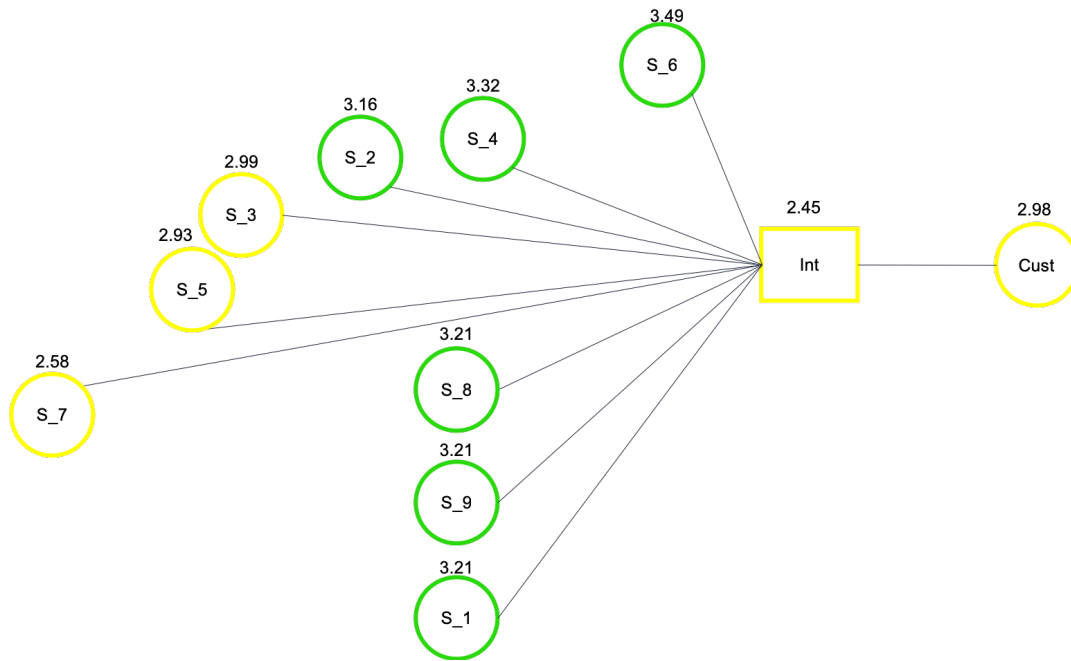 3.49
S_6
3.32
S_4
3.16
S_2
2.99
S_3
2.93
S_5
2.45
Int
2.98
Cust
2.58
S_7
3.21
S_8
3.21
S_9
3.21
S_1